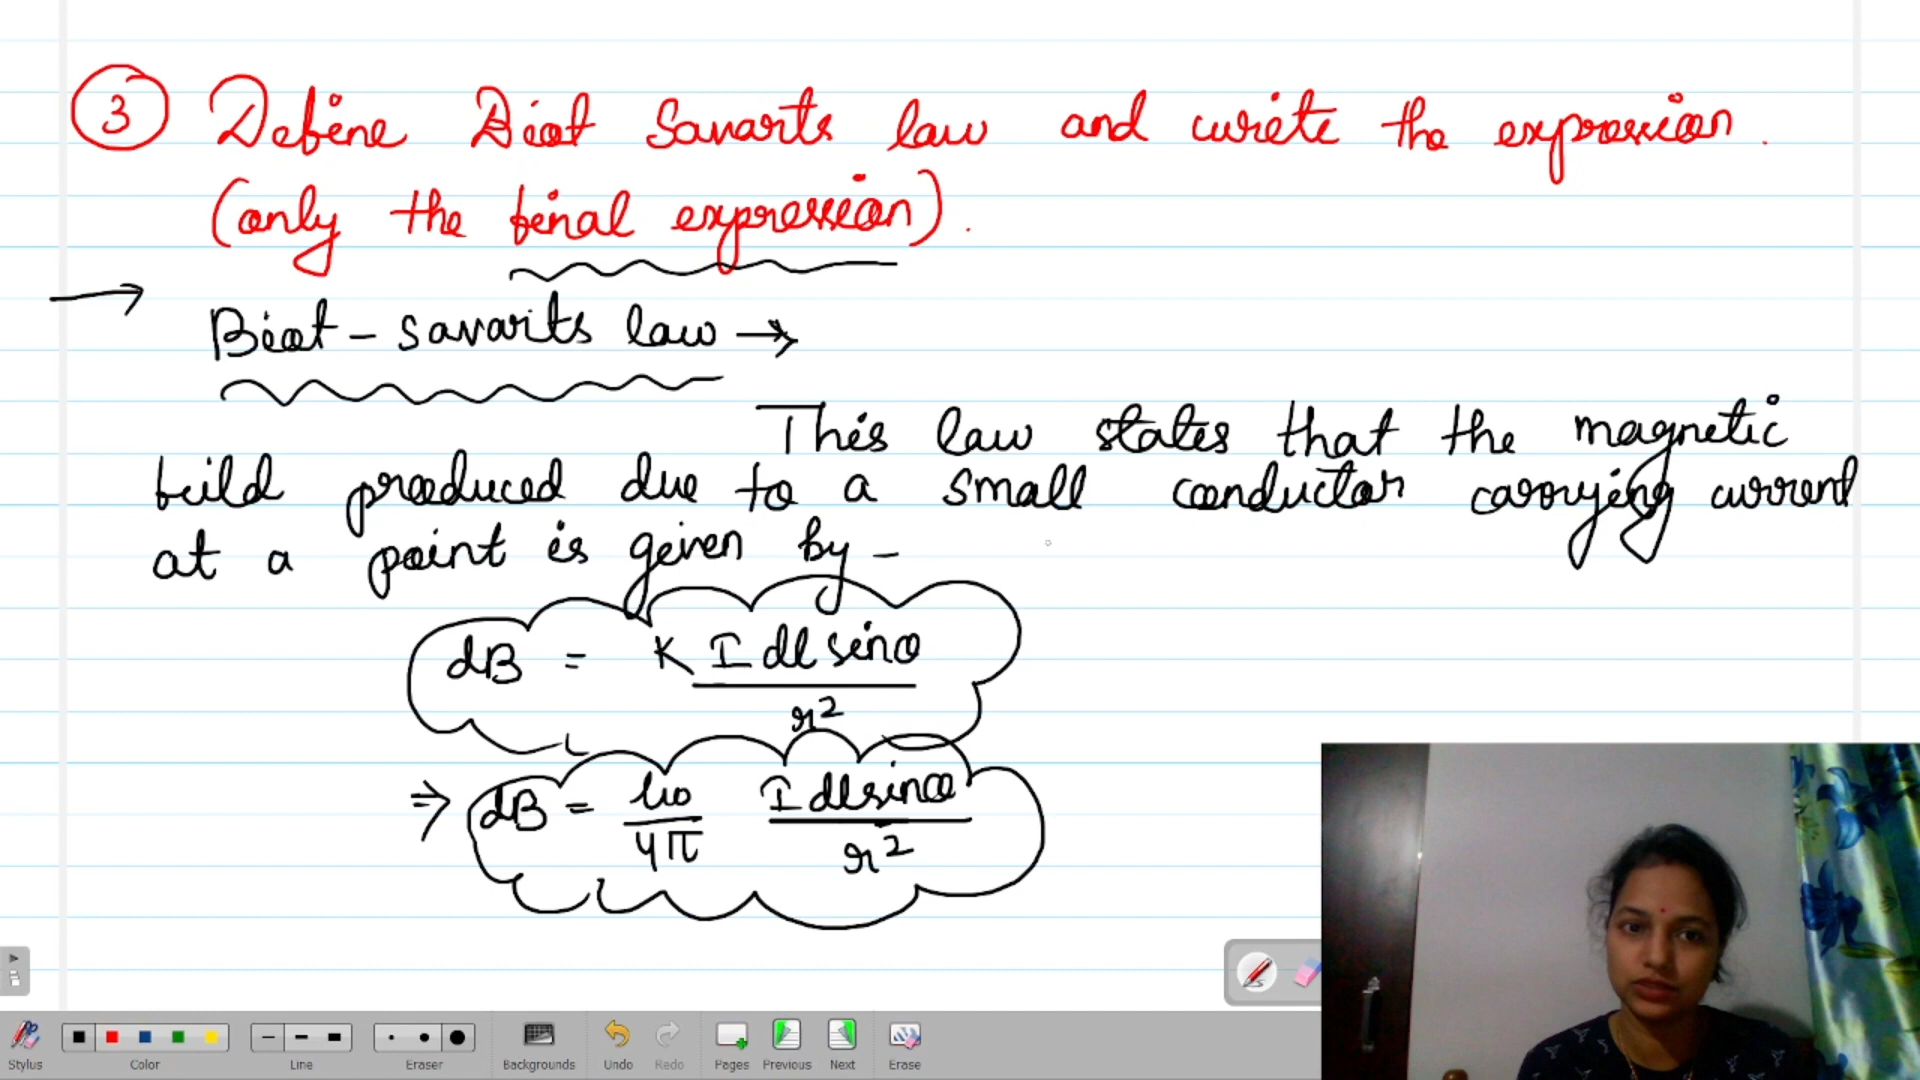 3 Define Biot Savarts law and write the expression.
(only the final expression).
Biot - savarts law →
This law states that the magnetic
feild produced due to a small conductor carrying current
at a point is given by -
dB = K I dl sinθ / r²
⇒ dB = μ₀ / 4π I dl sinθ / r²
Stylus Color Line Eraser Backgrounds Undo Redo Pages Previous Next Erase